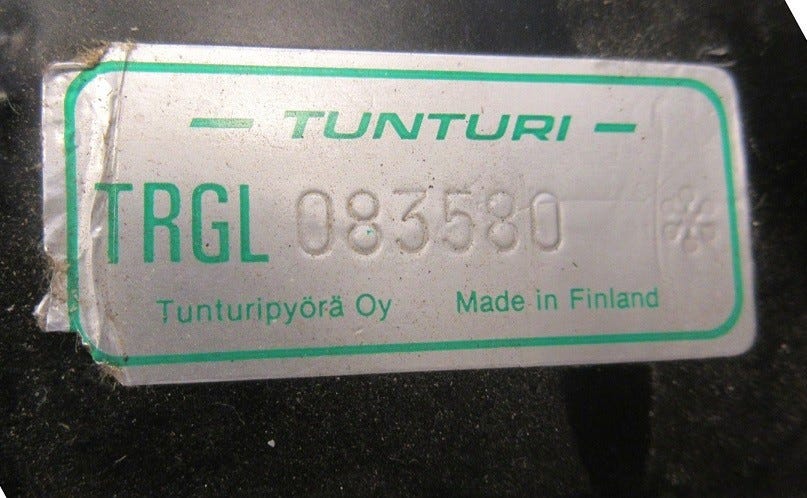 — TUNTURI —
TRGL 083580
Tunturipyörä Oy Made in Finland